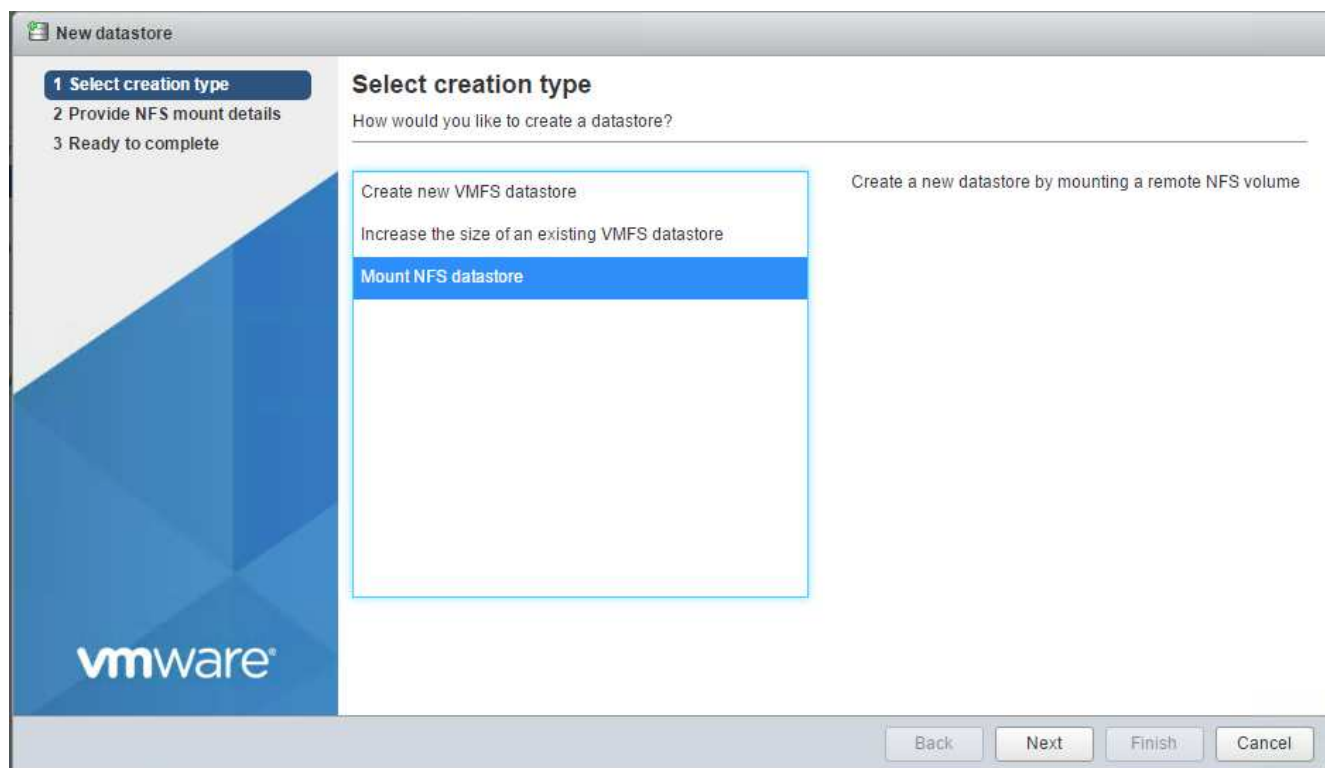 New datastore
1 Select creation type
2 Provide NFS mount details
3 Ready to complete
Select creation type
How would you like to create a datastore?
Create new VMFS datastore
Increase the size of an existing VMFS datastore
Mount NFS datastore
Create a new datastore by mounting a remote NFS volume
vmware®
Back
Next
Finish
Cancel